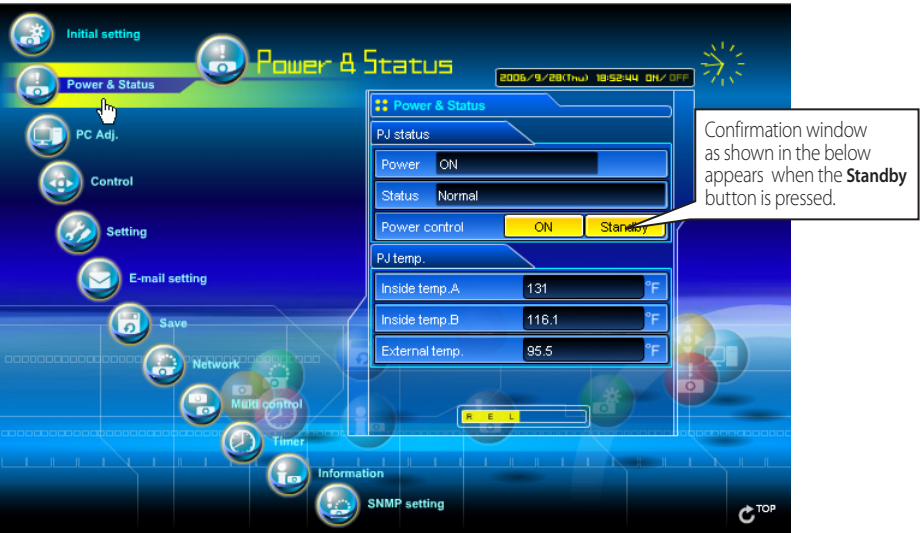 Initial setting
Power & Status
2006/9/28(Thu) 18:52:44 ON/OFF
Power & Status
Power & Status
PJ status
Power ON
Status Normal
Power control ON Standby
Confirmation window
as shown in the below
appears when the Standby
button is pressed.
PC Adj.
Control
Setting
PJ temp.
Inside temp.A 131 °F
Inside temp.B 116.1 °F
External temp. 95.5 °F
E-mail setting
Save
Network
Multi control
R E L
Timer
Information
SNMP setting
TOP